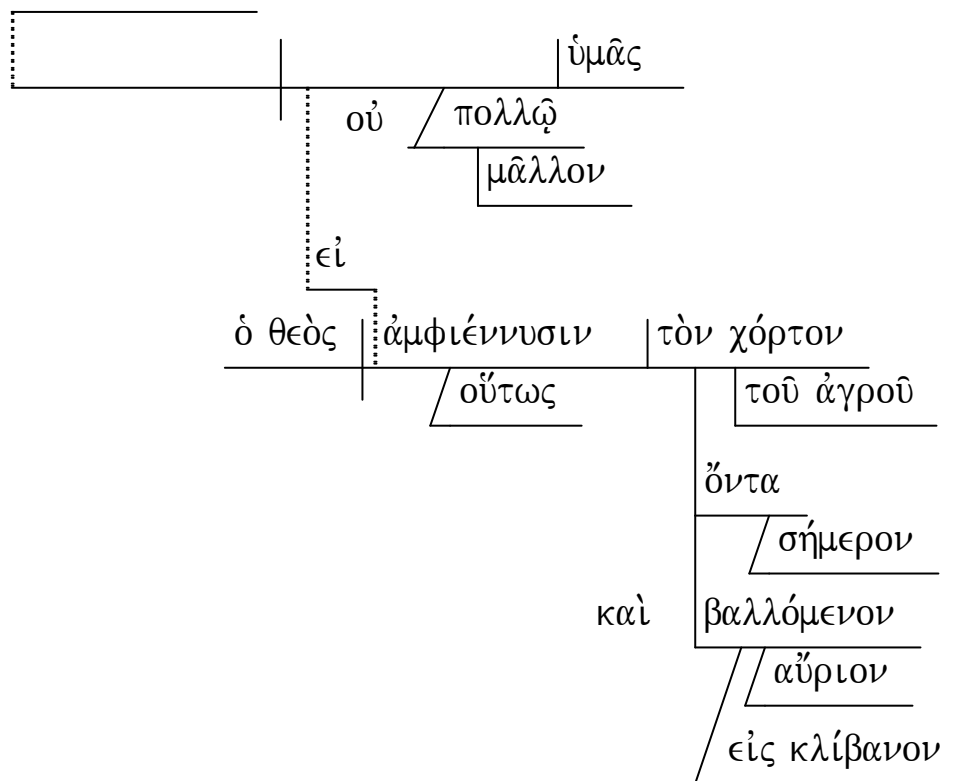 ὑμᾶς
οὐ πολλῷ
μᾶλλον
εἰ
ὁ θεὸς ἀμφιέννυσιν τὸν χόρτον
οὕτως τοῦ ἀγροῦ
ὄντα
σήμερον
καὶ βαλλόμενον
αὔριον
εἰς κλίβανον